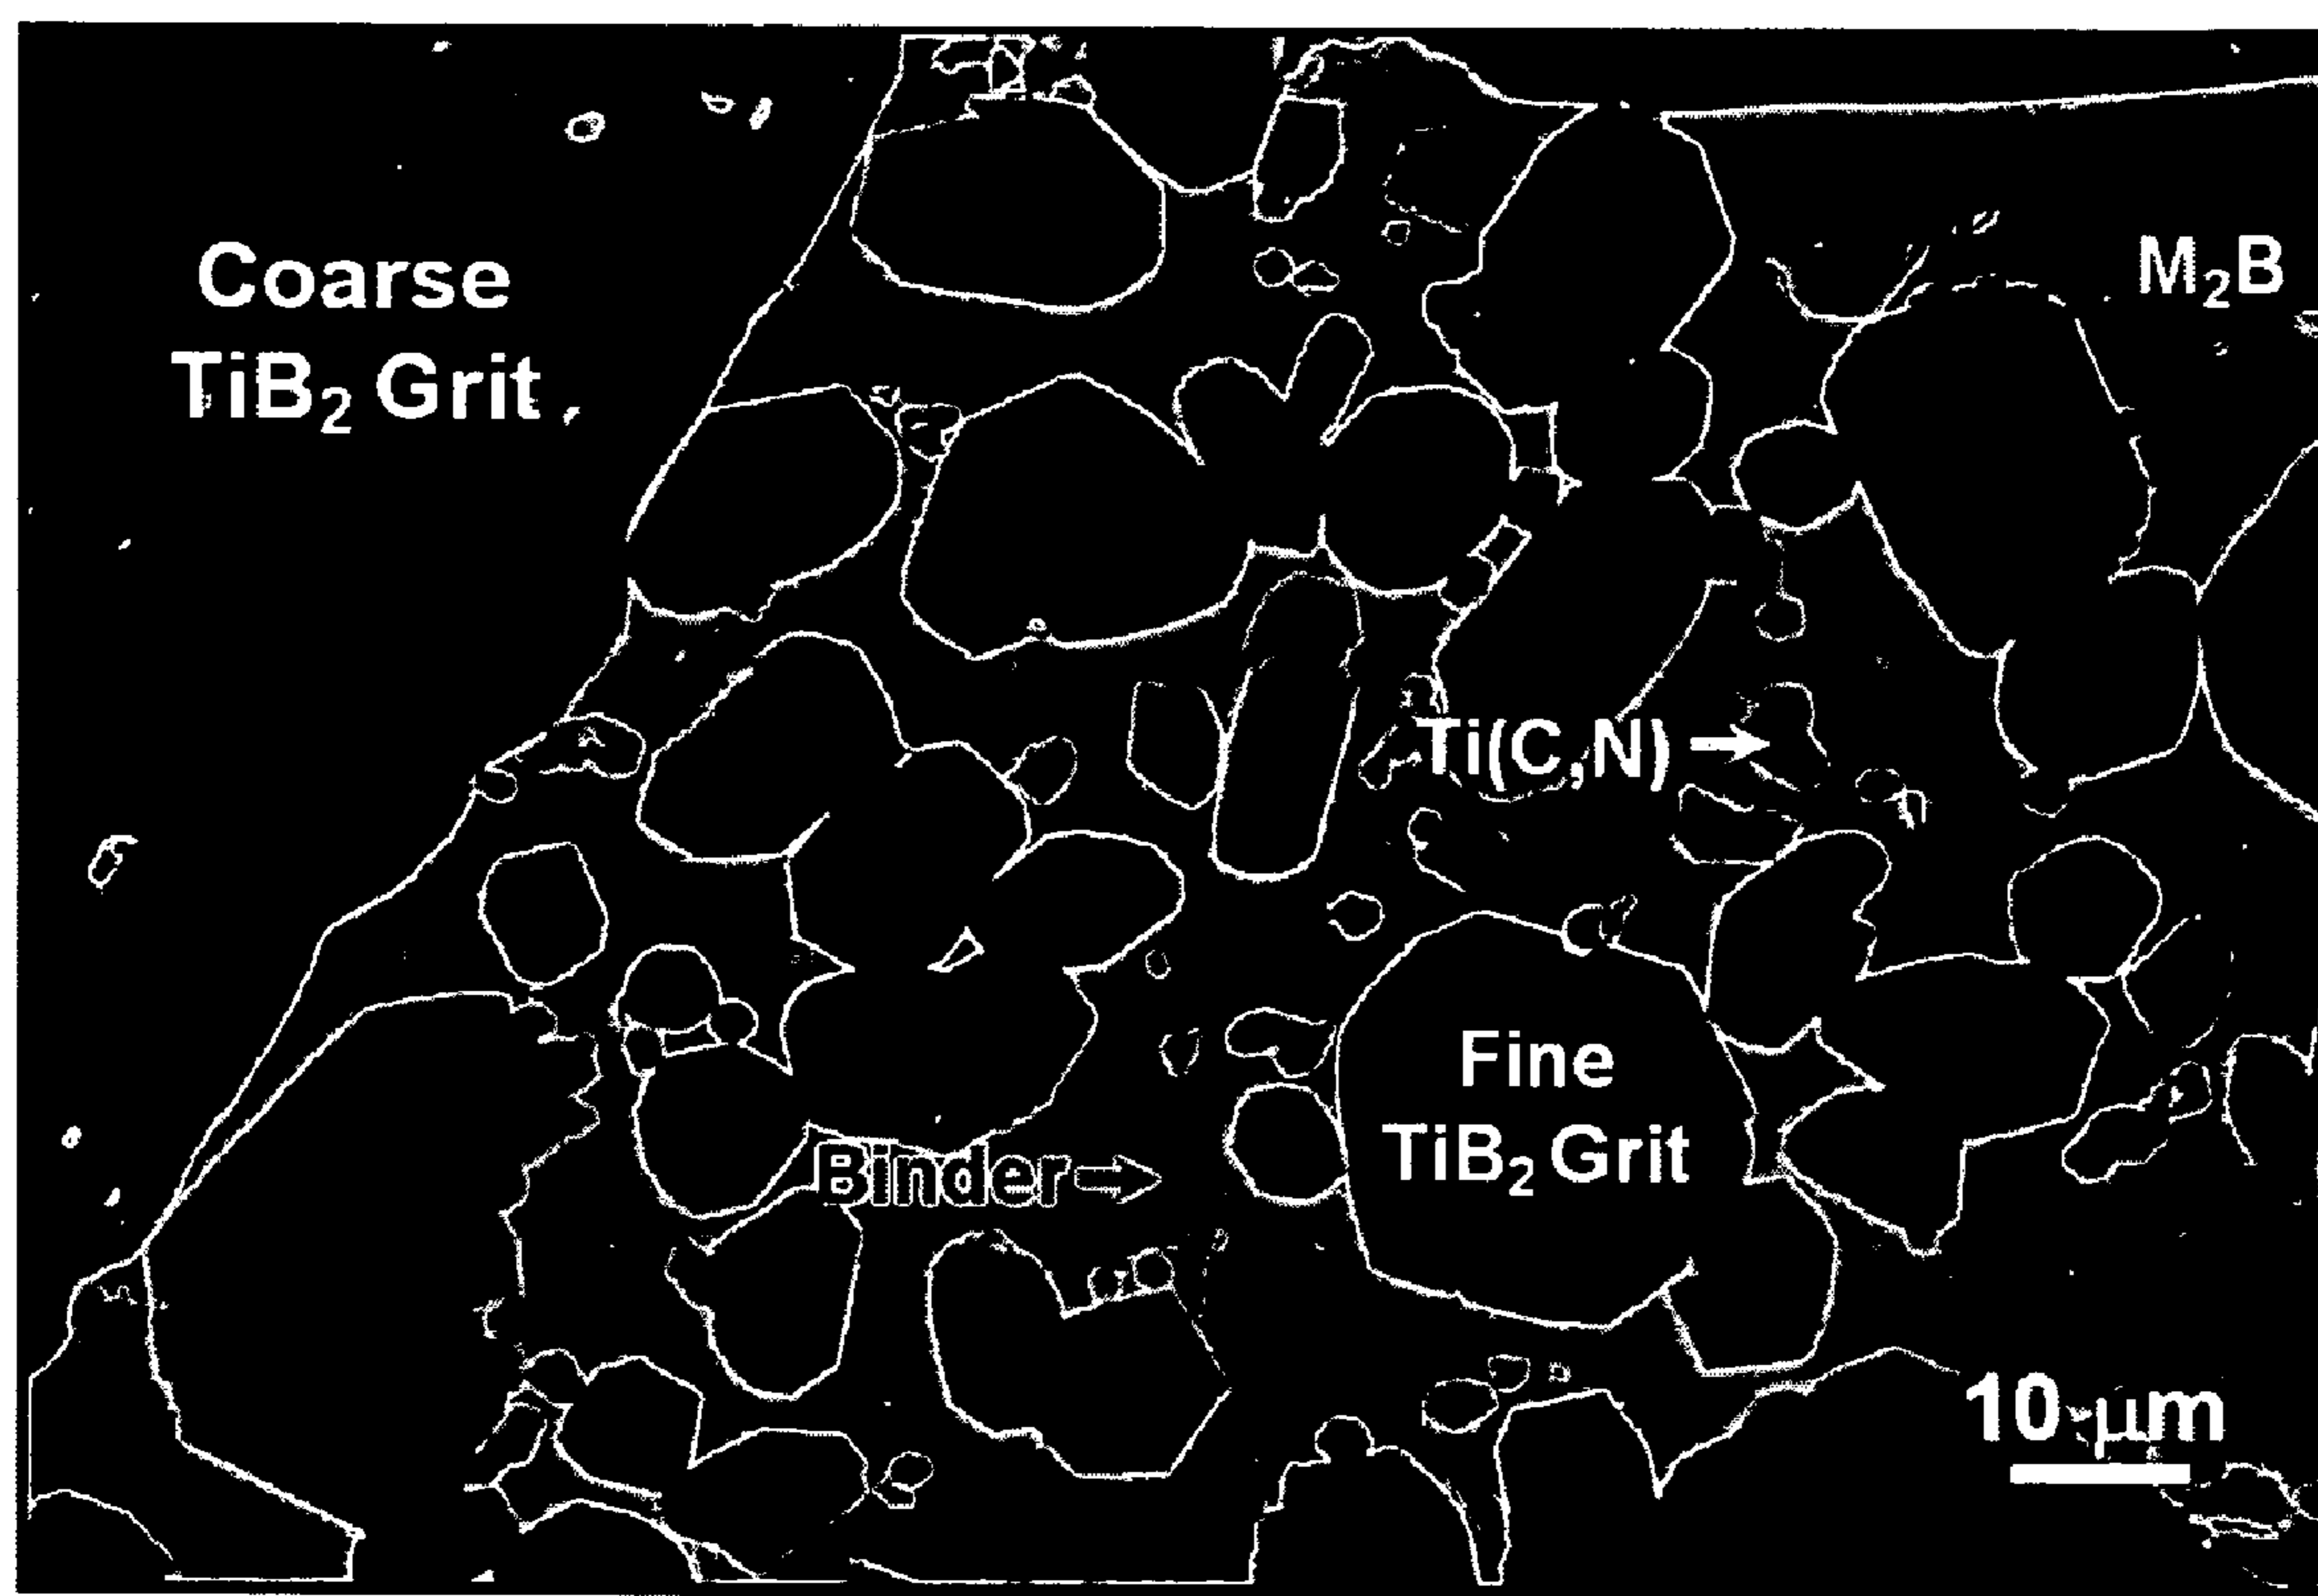 Coarse
TiB₂ Grit
M₂B
Ti(C,N)
Fine
TiB₂ Grit
Binder
10 μm